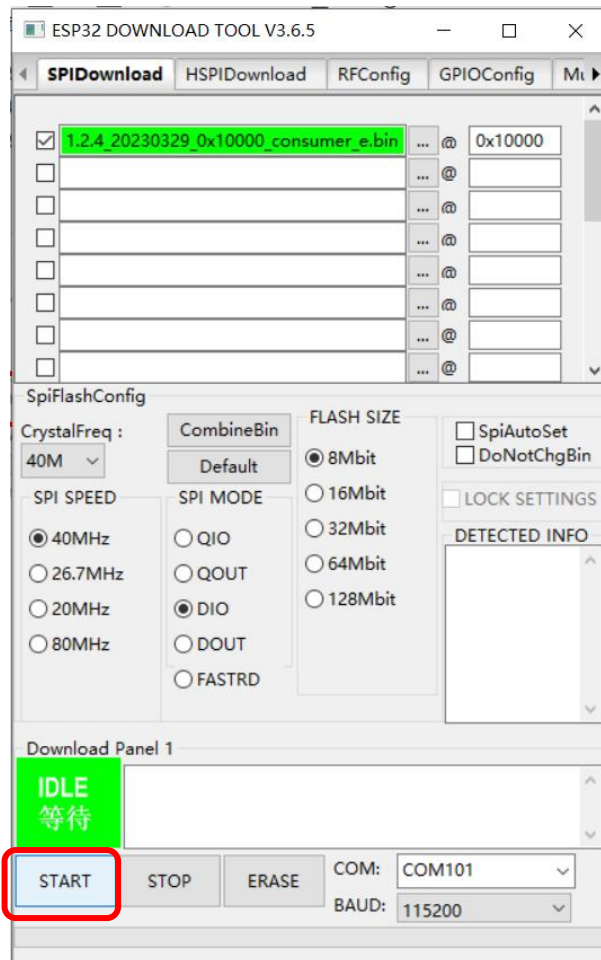 ESP32 DOWNLOAD TOOL V3.6.5
SPIDownload HSPIDownload RFConfig GPIOConfig
1.2.4_20230329_0x10000_consumer_e.bin ... @ 0x10000
... @
... @
... @
... @
... @
... @
... @
SpiFlashConfig
CrystalFreq :
40M
CombineBin
Default
SPI SPEED
40MHz
26.7MHz
20MHz
80MHz
SPI MODE
QIO
QOUT
DIO
DOUT
FASTRD
FLASH SIZE
8Mbit
16Mbit
32Mbit
64Mbit
128Mbit
SpiAutoSet
DoNotChgBin
LOCK SETTINGS
DETECTED INFO
Download Panel 1
IDLE
等待
START STOP ERASE
COM: COM101
BAUD: 115200